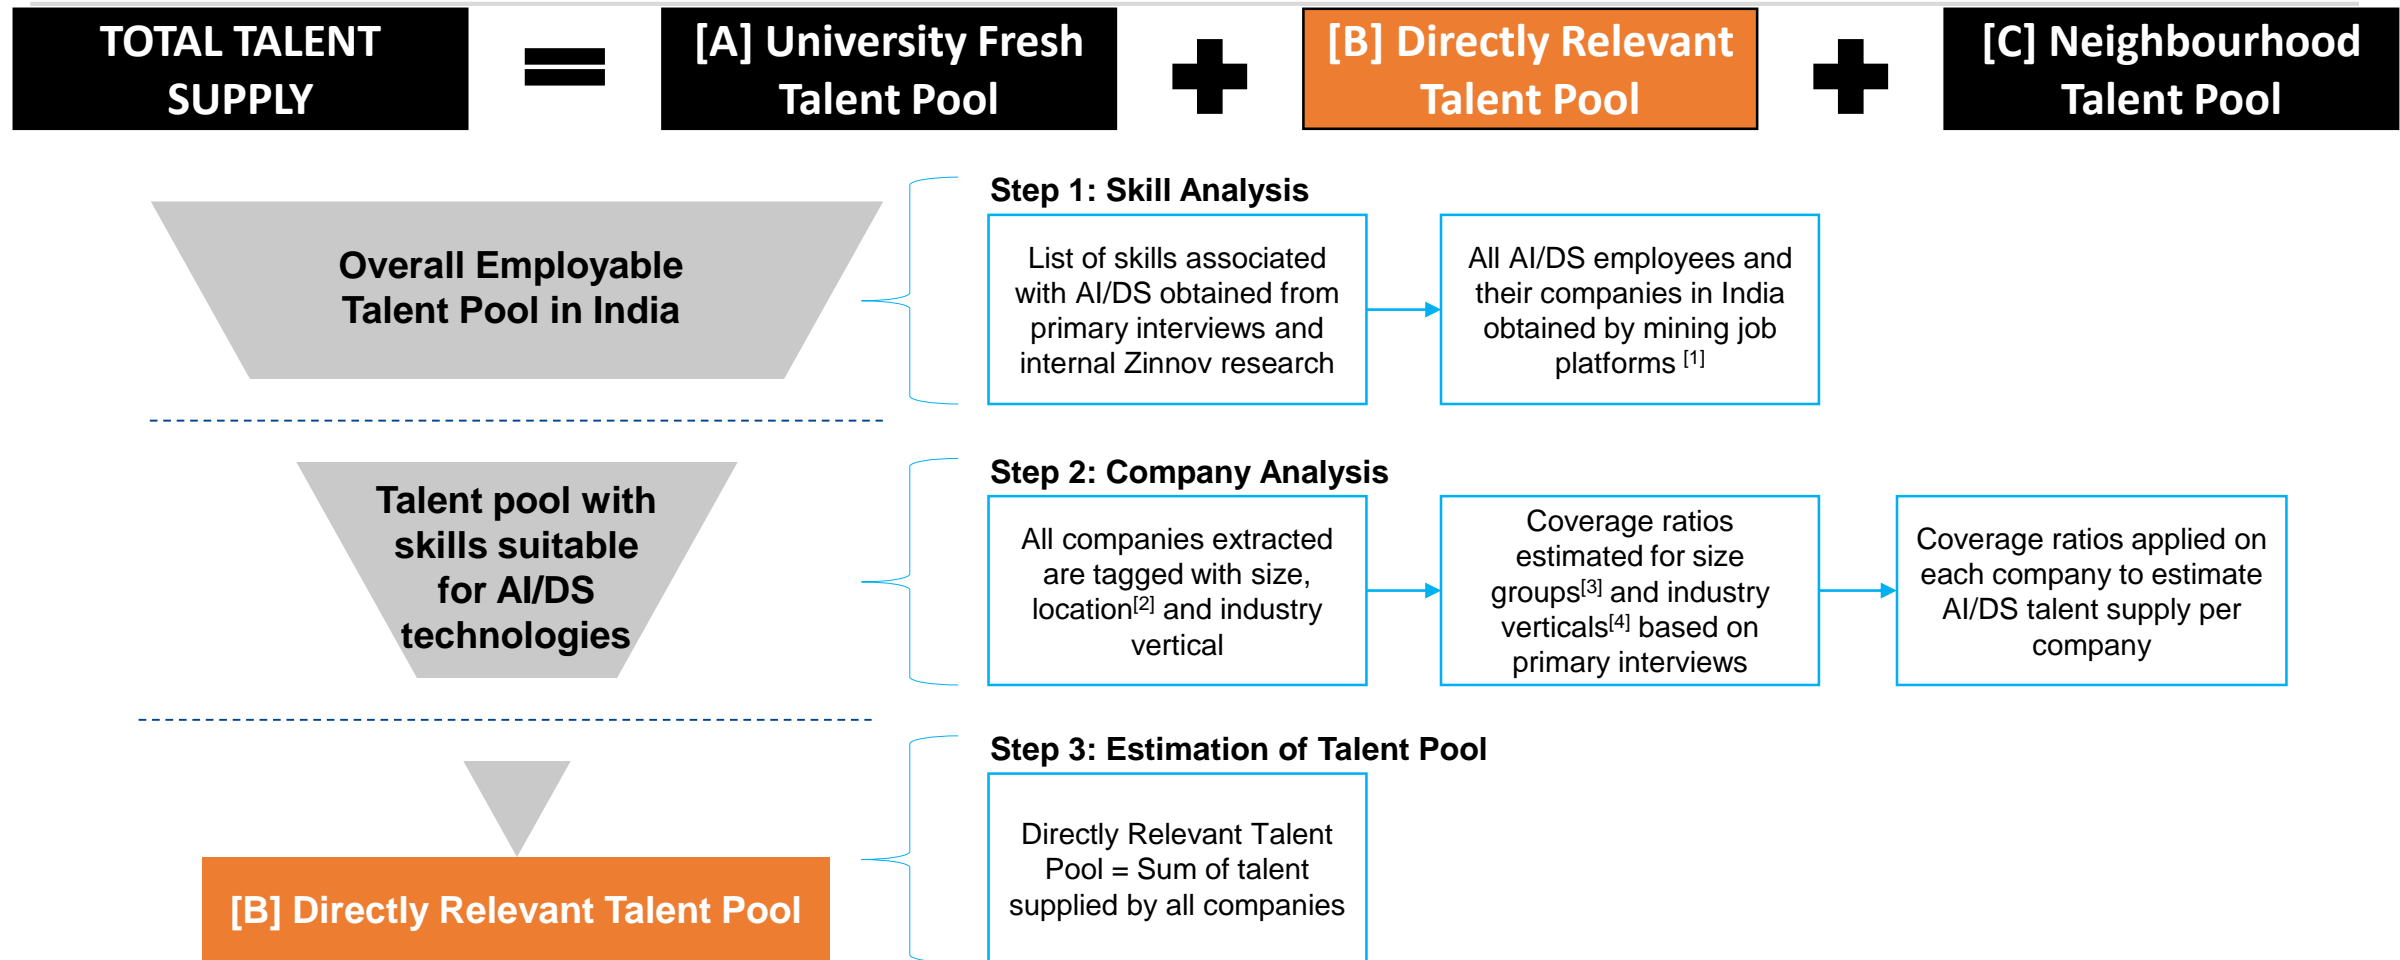 TOTAL TALENT
SUPPLY
=
[A] University Fresh
Talent Pool
+
[B] Directly Relevant
Talent Pool
+
[C] Neighbourhood
Talent Pool
Overall Employable
Talent Pool in India
Step 1: Skill Analysis
List of skills associated
with AI/DS obtained from
primary interviews and
internal Zinnov research
All AI/DS employees and
their companies in India
obtained by mining job
platforms [1]
Talent pool with
skills suitable
for AI/DS
technologies
Step 2: Company Analysis
All companies extracted
are tagged with size,
location[2] and industry
vertical
Coverage ratios
estimated for size
groups[3] and industry
verticals[4] based on
primary interviews
Coverage ratios applied on
each company to estimate
AI/DS talent supply per
company
[B] Directly Relevant Talent Pool
Step 3: Estimation of Talent Pool
Directly Relevant Talent
Pool = Sum of talent
supplied by all companies